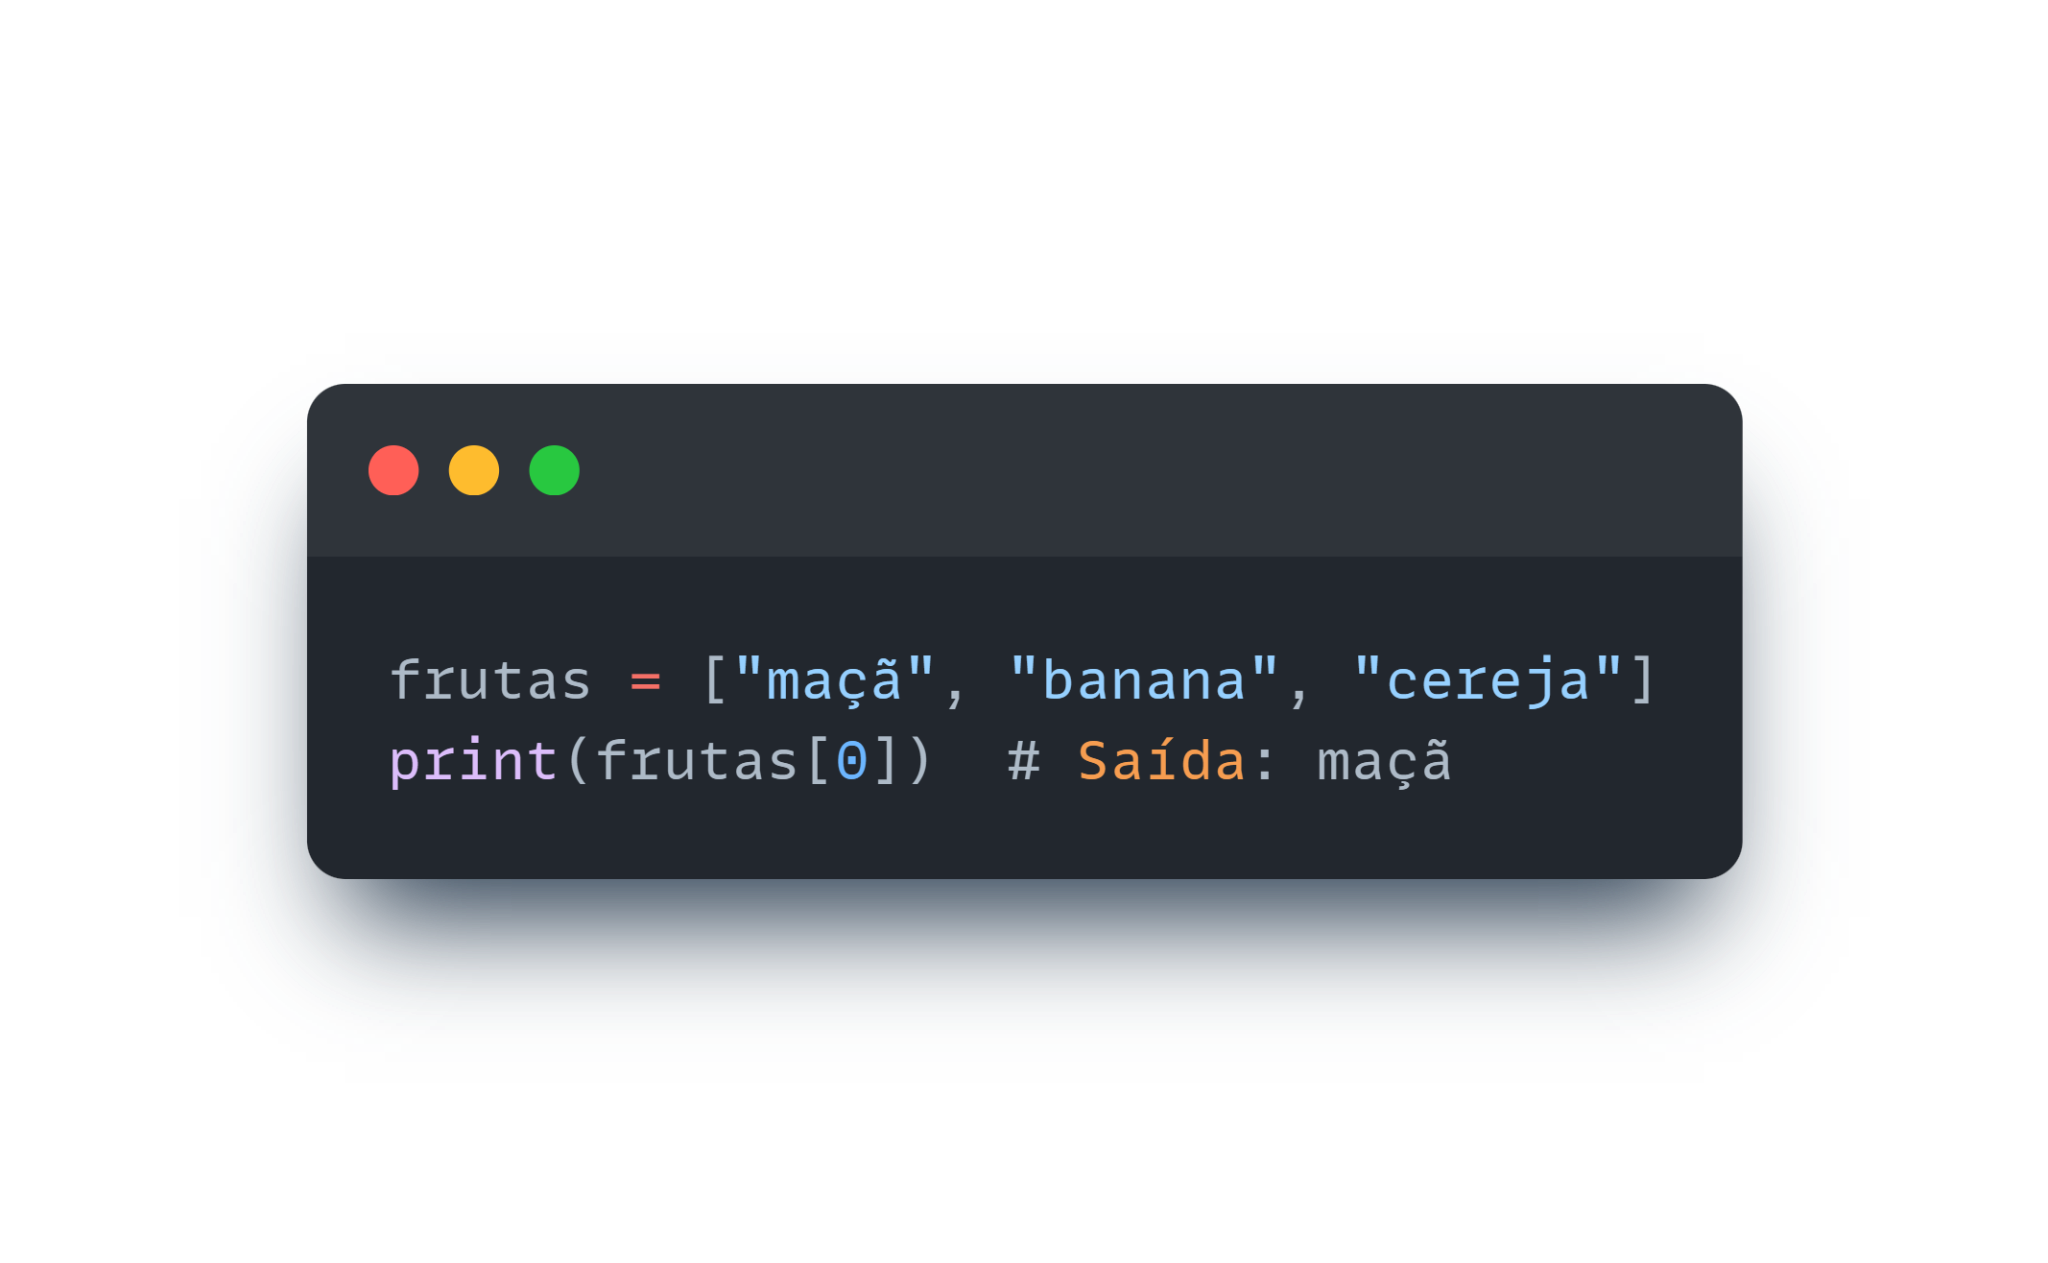 frutas = ["maçã", "banana", "cereja"]
print(frutas[0])  # Saída: maçã